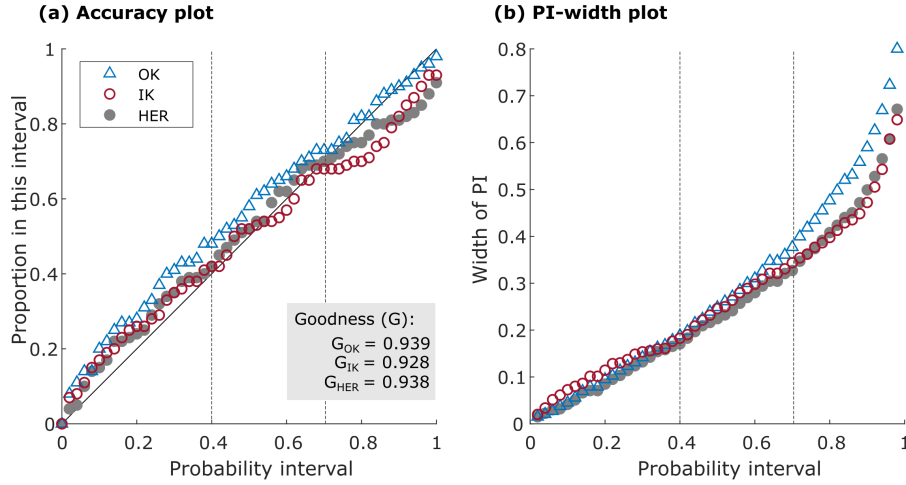 (a) Accuracy plot
1
0.8
0.6
0.4
0.2
0
0
0.2
0.4
0.6
0.8
1
Proportion in this interval
Probability interval
OK
IK
HER
Goodness (G):
G_OK = 0.939
G_IK = 0.928
G_HER = 0.938
(b) PI-width plot
0.8
0.7
0.6
0.5
0.4
0.3
0.2
0.1
0
0
0.2
0.4
0.6
0.8
1
Width of PI
Probability interval